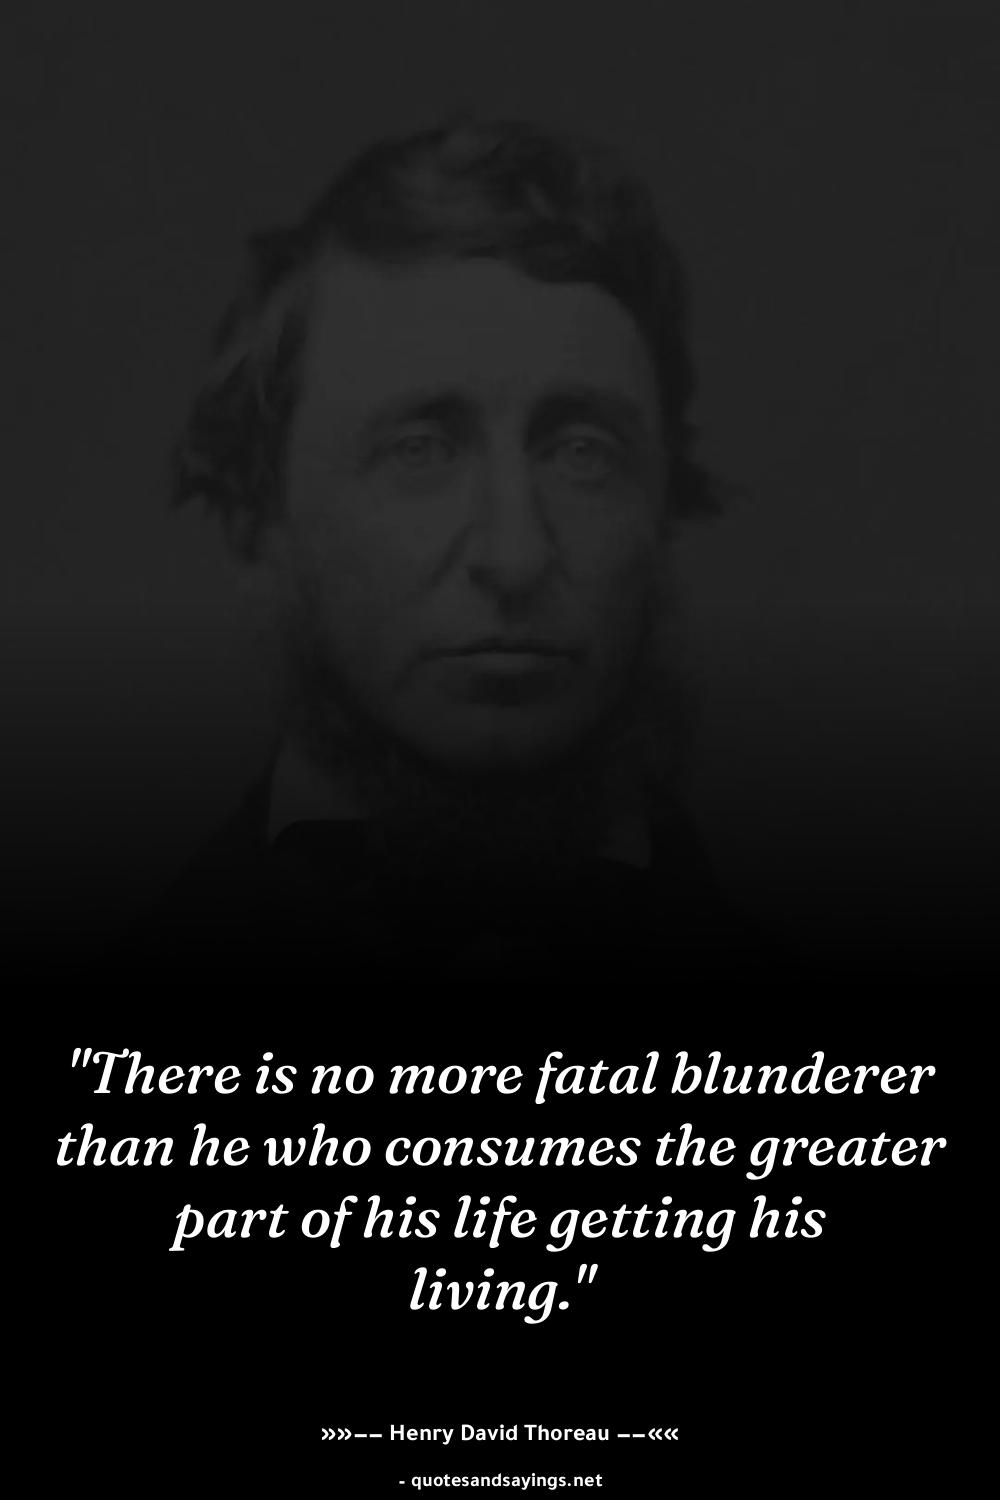 "There is no more fatal blunderer
than he who consumes the greater
part of his life getting his
living."
»»–– Henry David Thoreau ––««
- quotesandsayings.net